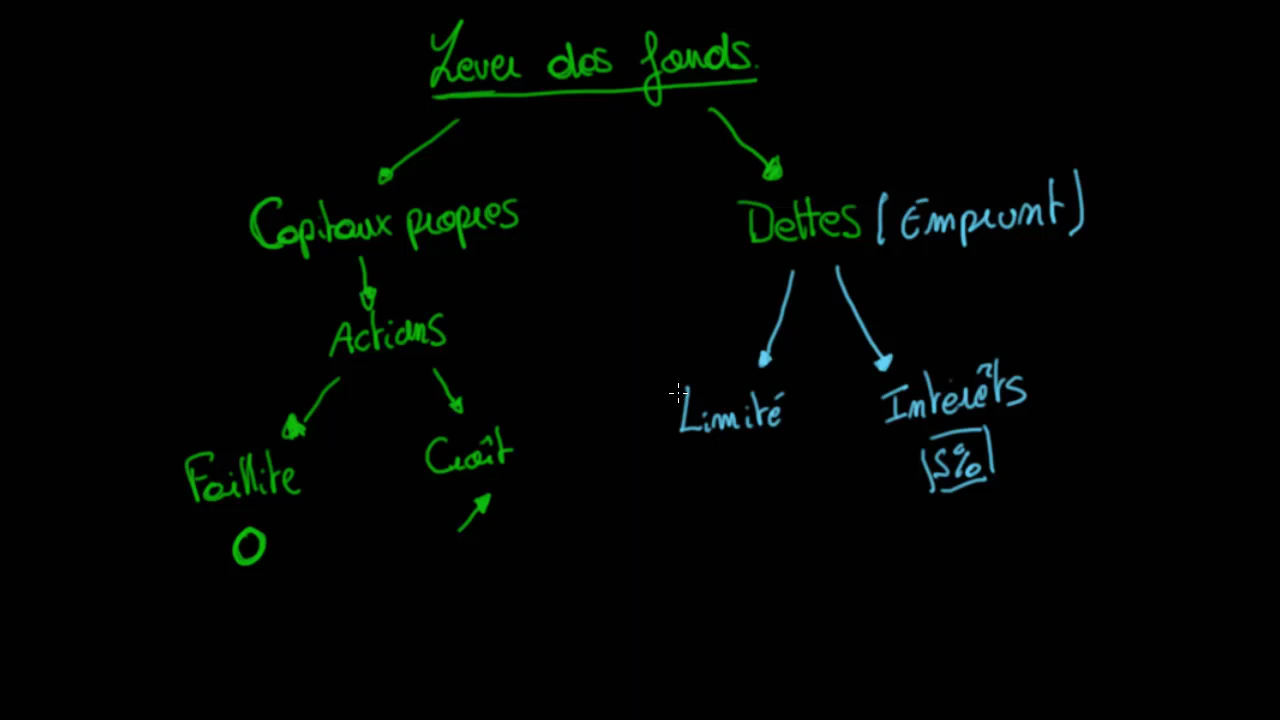 Lever des fonds.
Capitaux propres
Dettes (Emprunt)
Actions
Limité
Intérêts
5%
Faillite
Croît
0